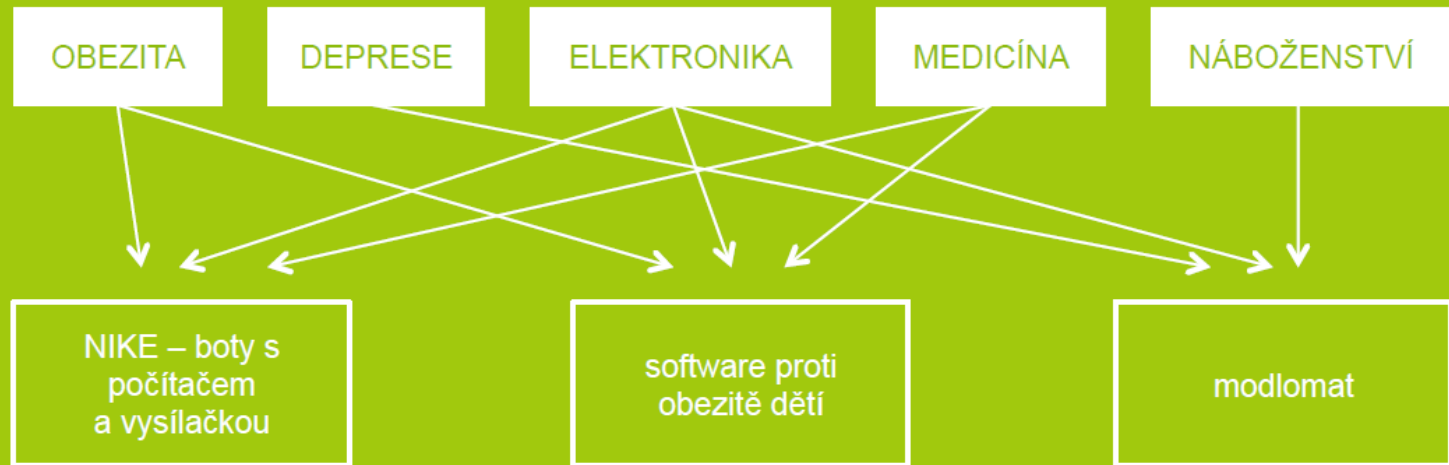 OBEZITA
DEPRESE
ELEKTRONIKA
MEDICÍNA
NÁBOŽENSTVÍ
NIKE – boty s
počítačem
a vysílačkou
software proti
obezitě dětí
modlomat